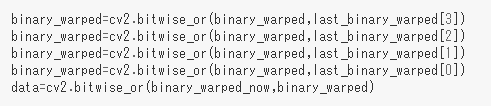 binary_warped=cv2.bitwise_or(binary_warped,last_binary_warped[3])
binary_warped=cv2.bitwise_or(binary_warped,last_binary_warped[2])
binary_warped=cv2.bitwise_or(binary_warped,last_binary_warped[1])
binary_warped=cv2.bitwise_or(binary_warped,last_binary_warped[0])
data=cv2.bitwise_or(binary_warped_now,binary_warped)